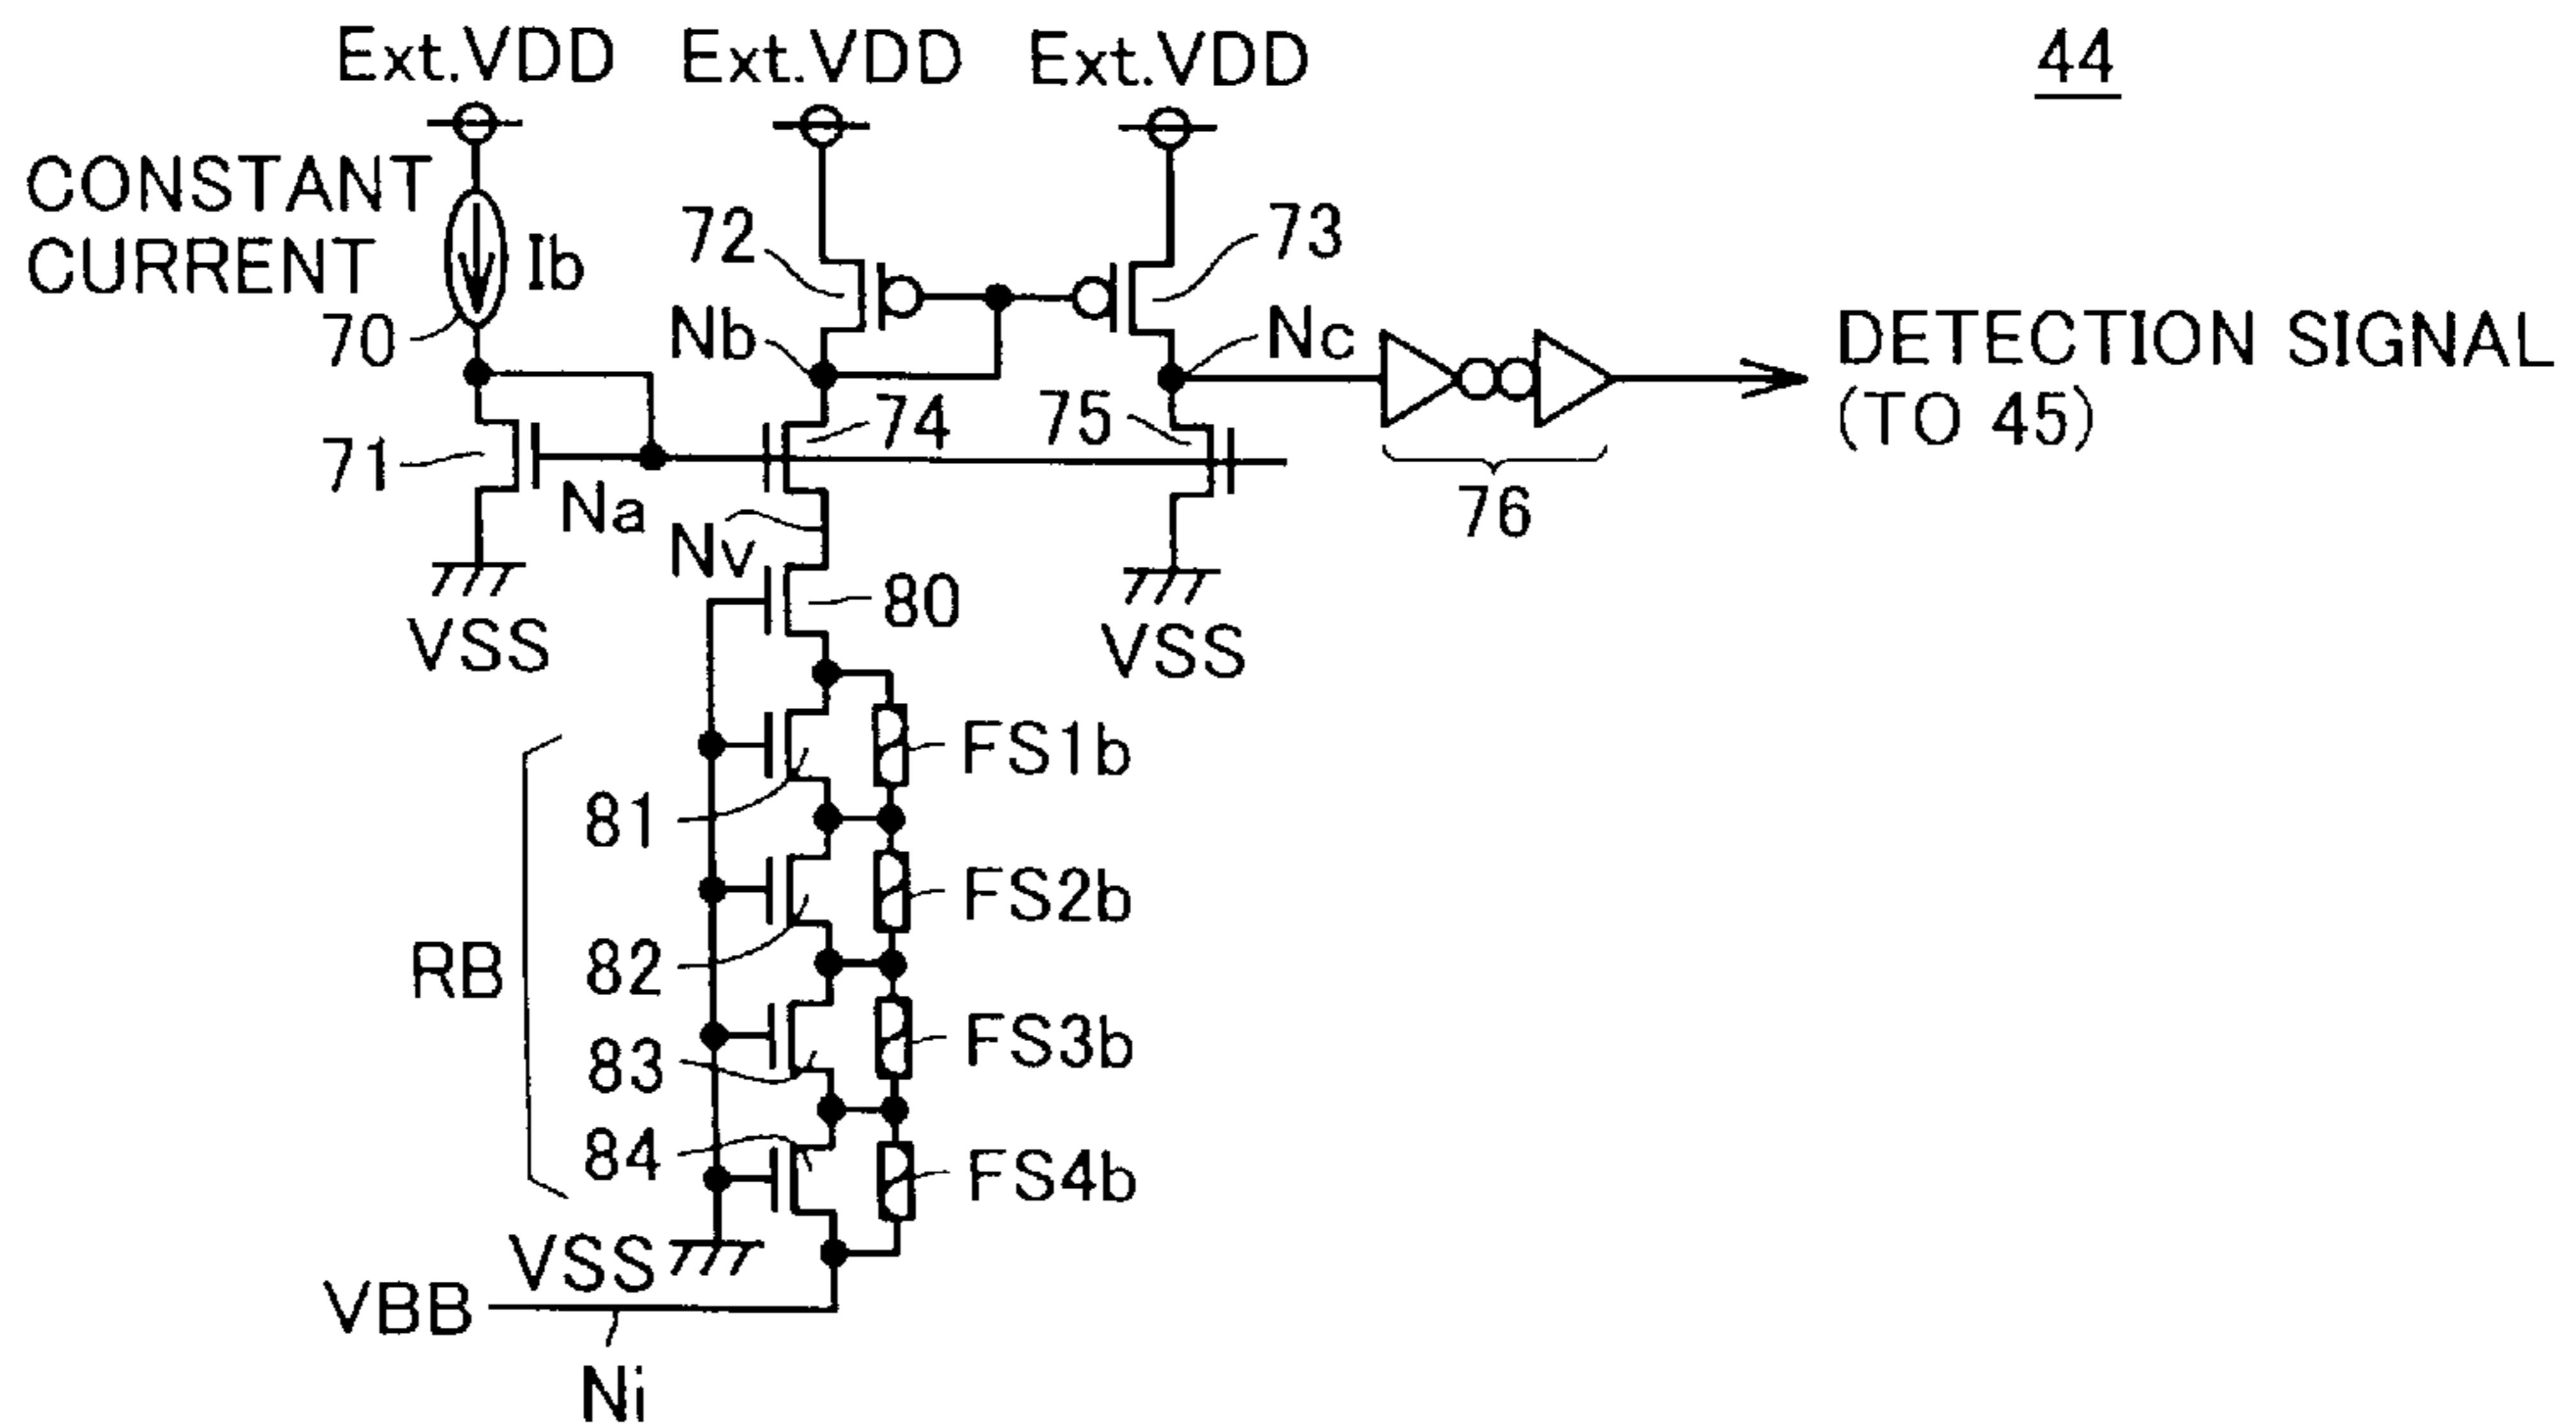 Ext.VDD Ext.VDD Ext.VDD 44
CONSTANT
CURRENT
Ib
70
72
73
Nb
Nc
DETECTION SIGNAL
(TO 45)
71
Na
74
75
76
Nv
VSS
80
VSS
FS1b
81
FS2b
RB
82
FS3b
83
84
FS4b
VSS
VBB
Ni